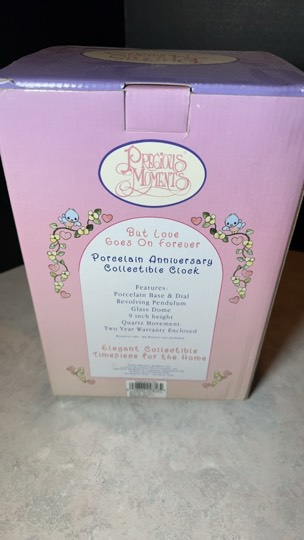 PRECIOUS
MOMENTS
But Love
Goes On Forever
Porcelain Anniversary
Collectible Clock
Features:
Porcelain Base & Dial
Revolving Pendulum
Glass Dome
9 inch height
Quartz Movement
Two Year Warranty Enclosed
Elegant Collectible
Timepiece For the Home